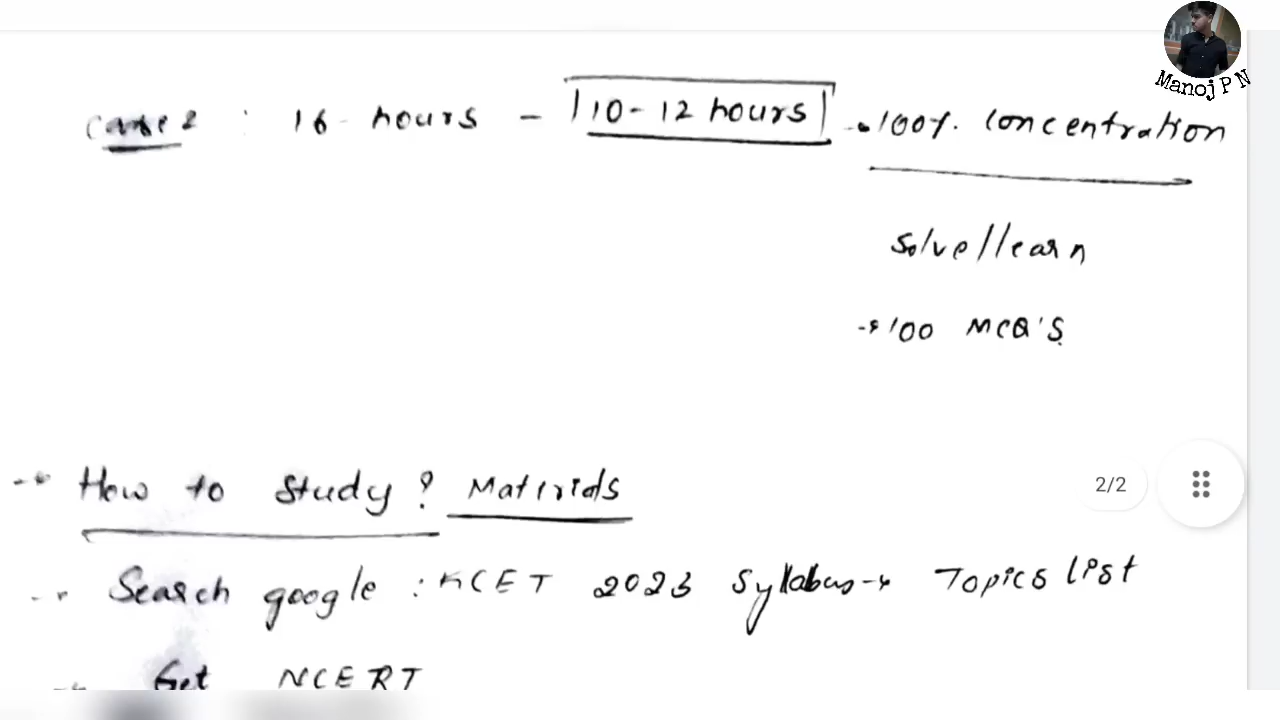 Manoj P N
case 2 : 16 hours - 10-12 hours → 100% concentration
solve/learn
→ 100 MCQ'S
→ How to study? Materials
→ Search google : KCET 2023 syllabus → Topics list
2/2
→ Get NCERT